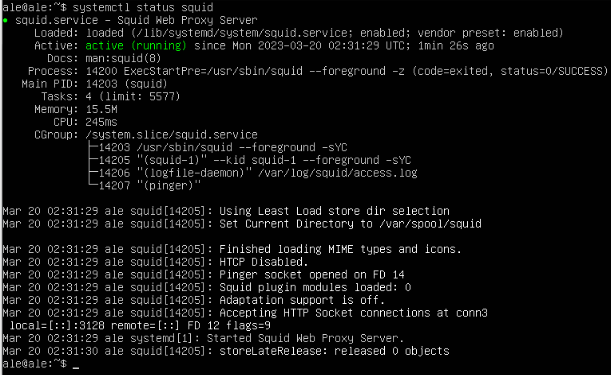 ale@ale:~$ systemctl status squid
● squid.service - Squid Web Proxy Server
Loaded: loaded (/lib/systemd/system/squid.service; enabled; vendor preset: enabled)
Active: active (running) since Mon 2023-03-20 02:31:29 UTC; 1min 26s ago
Docs: man:squid(8)
Process: 14200 ExecStartPre=/usr/sbin/squid --foreground -z (code=exited, status=0/SUCCESS)
Main PID: 14203 (squid)
Tasks: 4 (limit: 5577)
Memory: 15.5M
CPU: 245ms
CGroup: /system.slice/squid.service
├─14203 /usr/sbin/squid --foreground -sYC
├─14205 "(squid-1)" --kid squid-1 --foreground -sYC
├─14206 "(logfile-daemon)" /var/log/squid/access.log
└─14207 "(pinger)"
Mar 20 02:31:29 ale squid[14205]: Using Least Load store dir selection
Mar 20 02:31:29 ale squid[14205]: Set Current Directory to /var/spool/squid
Mar 20 02:31:29 ale squid[14205]: Finished loading MIME types and icons.
Mar 20 02:31:29 ale squid[14205]: HTCP Disabled.
Mar 20 02:31:29 ale squid[14205]: Pinger socket opened on FD 14
Mar 20 02:31:29 ale squid[14205]: Squid plugin modules loaded: 0
Mar 20 02:31:29 ale squid[14205]: Adaptation support is off.
Mar 20 02:31:29 ale squid[14205]: Accepting HTTP Socket connections at conn3
local=[::]:3128 remote=[::] FD 12 flags=9
Mar 20 02:31:29 ale systemd[1]: Started Squid Web Proxy Server.
Mar 20 02:31:30 ale squid[14205]: storeLateRelease: released 0 objects
ale@ale:~$ _